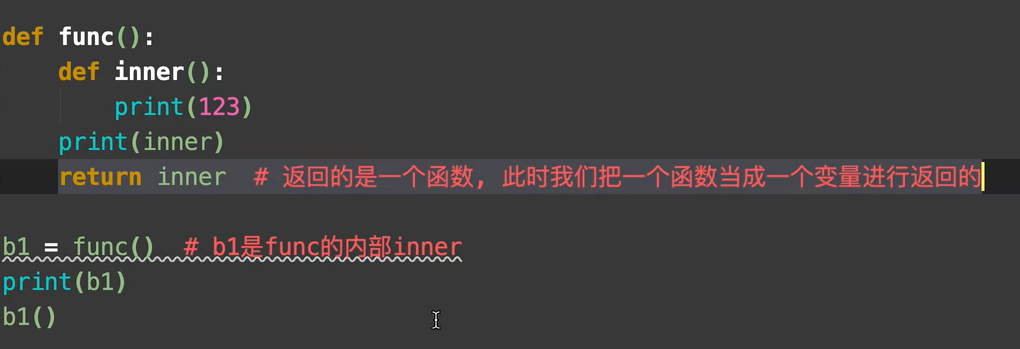 def func():
    def inner():
        print(123)
    print(inner)
    return inner  # 返回的是一个函数, 此时我们把一个函数当成一个变量进行返回的

b1 = func()  # b1是func的内部inner
print(b1)
b1()